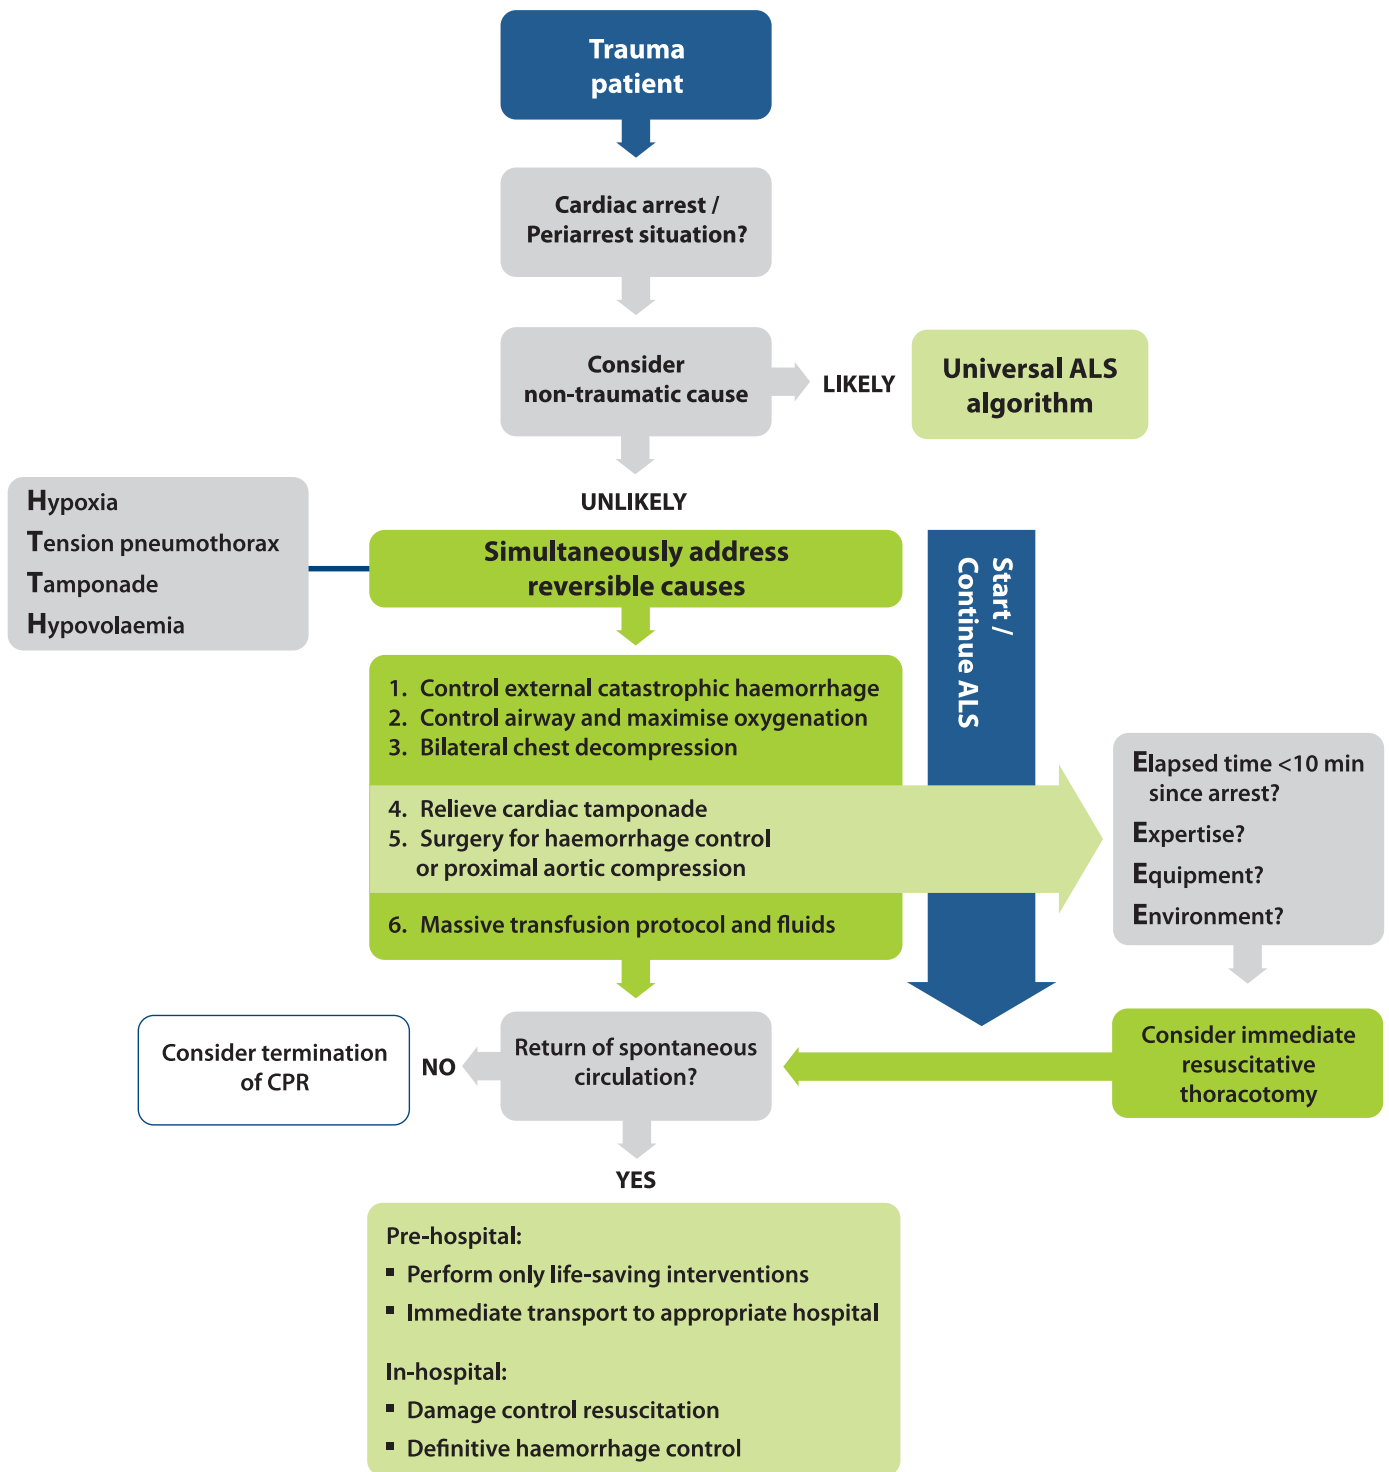 Trauma
patient
Cardiac arrest /
Periarrest situation?
Consider
non-traumatic cause
LIKELY
Universal ALS
algorithm
UNLIKELY
Hypoxia
Tension pneumothorax
Tamponade
Hypovolaemia
Simultaneously address
reversible causes
Start /
Continue ALS
1. Control external catastrophic haemorrhage
2. Control airway and maximise oxygenation
3. Bilateral chest decompression
4. Relieve cardiac tamponade
5. Surgery for haemorrhage control
or proximal aortic compression
6. Massive transfusion protocol and fluids
Elapsed time <10 min
since arrest?
Expertise?
Equipment?
Environment?
Consider immediate
resuscitative
thoracotomy
Return of spontaneous
circulation?
NO
Consider termination
of CPR
YES
Pre-hospital:
▪ Perform only life-saving interventions
▪ Immediate transport to appropriate hospital
In-hospital:
▪ Damage control resuscitation
▪ Definitive haemorrhage control